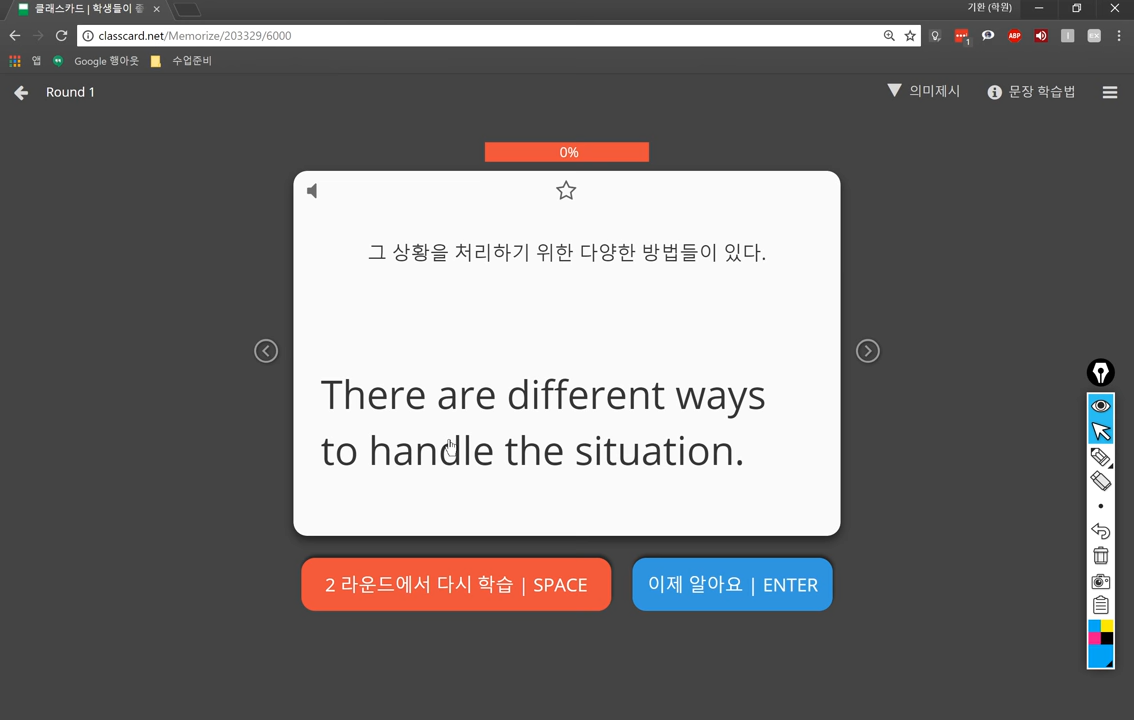 클래스카드 | 학생들이 좋
기환 (학원)
classcard.net/Memorize/203329/6000
1
ABP
앱
Google 행아웃
수업준비
Round 1
의미제시
문장 학습법
0%
그 상황을 처리하기 위한 다양한 방법들이 있다.
There are different ways
to handle the situation.
2 라운드에서 다시 학습 | SPACE
이제 알아요 | ENTER